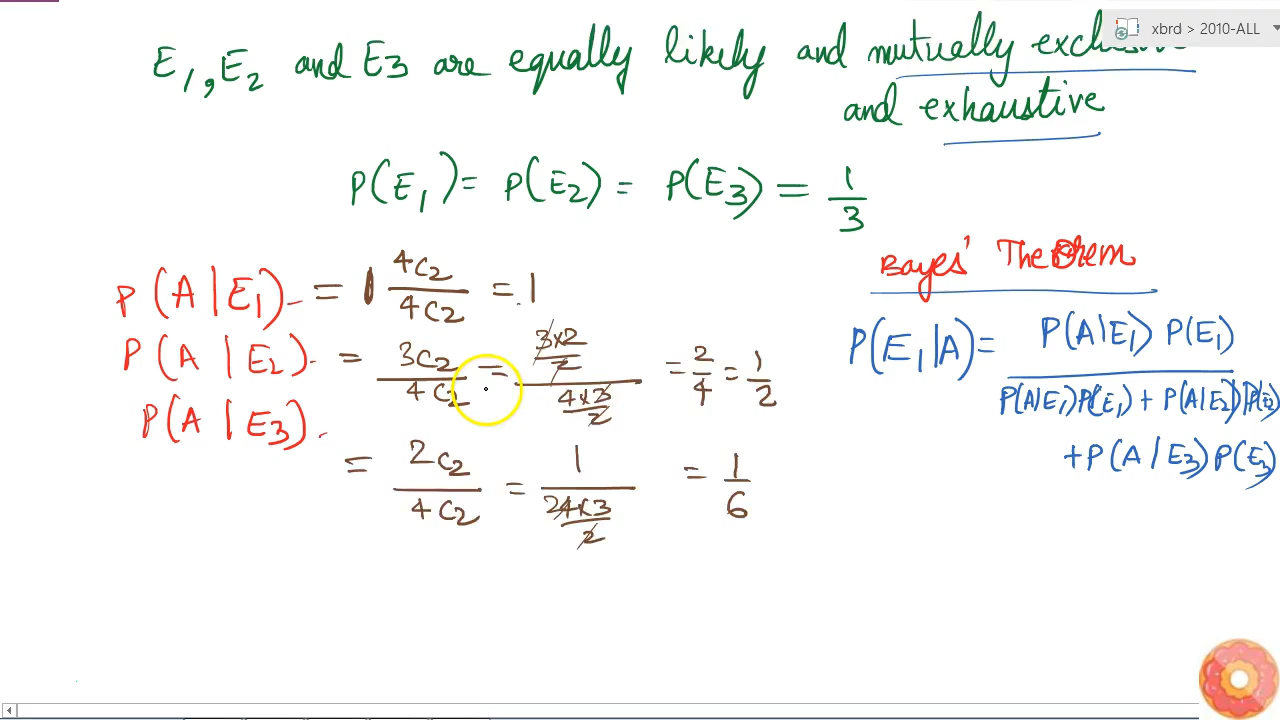 xbrd > 2010-ALL
E1, E2 and E3 are equally likely and mutually exclusive
and exhaustive
P(E1) = P(E2) = P(E3) = 1/3
Bayes' Theorem
P(A|E1) = 4C2/4C2 = 1
P(A|E2) = 3C2/4C2 = (3×2/2)/(4×3/2) = 2/4 = 1/2
P(A|E3)
= 2C2/4C2 = 1/(24×3/2) = 1/6
P(E1|A) = P(A|E1) P(E1)
P(A|E1)P(E1) + P(A|E2) P(E2)
+ P(A|E3) P(E3)